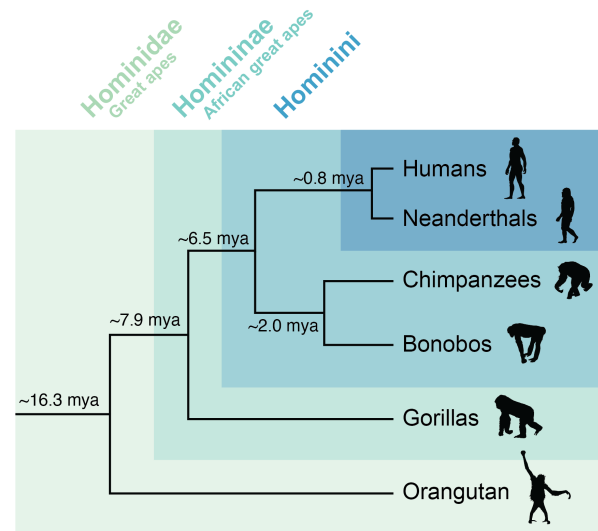 Hominidae
Great apes
Homininae
African great apes
Hominini
~0.8 mya
Humans
Neanderthals
~6.5 mya
Chimpanzees
~2.0 mya
Bonobos
~7.9 mya
Gorillas
~16.3 mya
Orangutan